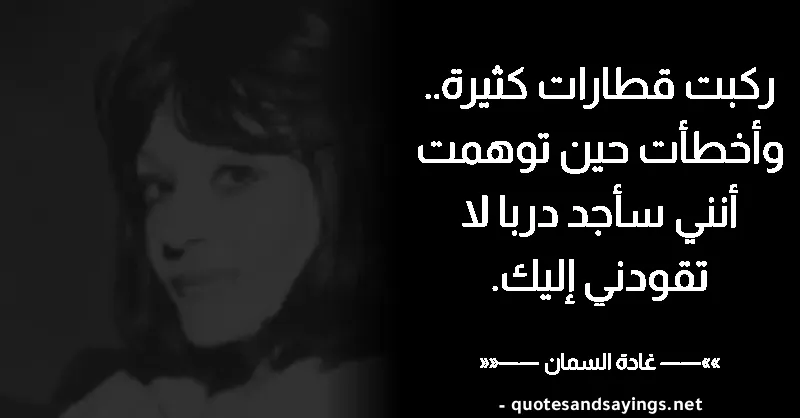 ركبت قطارات كثيرة..
وأخطأت حين توهمت
أنني سأجد دربا لا
تقودني إليك.
»»—— غادة السمان ——««
- quotesandsayings.net